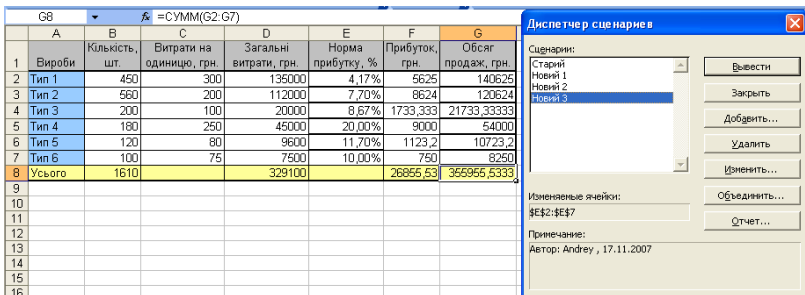 G8 fx =СУММ(G2:G7)
A B C D E F G
1 Вироби Кількість, шт. Витрати на одиницю, грн. Загальні витрати, грн. Норма прибутку, % Прибуток, грн. Обсяг продаж, грн.
2 Тип 1 450 300 135000 4,17% 5625 140625
3 Тип 2 560 200 112000 7,70% 8624 120624
4 Тип 3 200 100 20000 8,67% 1733,333 21733,33333
5 Тип 4 180 250 45000 20,00% 9000 54000
6 Тип 5 120 80 9600 11,70% 1123,2 10723,2
7 Тип 6 100 75 7500 10,00% 750 8250
8 Усього 1610 329100 26855,53 355955,5333
9
10
11
12
13
14
15
16
Диспетчер сценариев
Сценарии:
Старий
Новий 1
Новий 2
Новий 3
Вывести
Закрыть
Добавить...
Удалить
Изменить...
Объединить...
Отчет...
Изменяемые ячейки:
$E$2:$E$7
Примечание:
Автор: Andrey , 17.11.2007